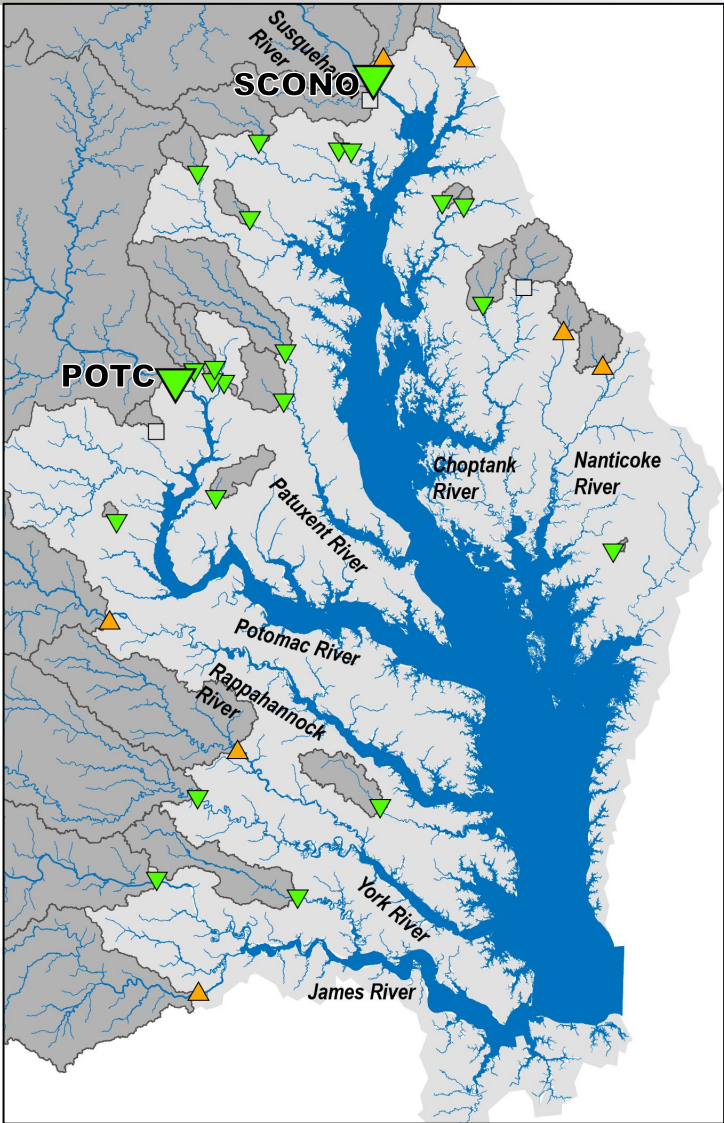 Susqueha
River
SCONO
POTC
Choptank
River
Nanticoke
River
Patuxent River
Potomac River
Rappahannock
River
York River
James River